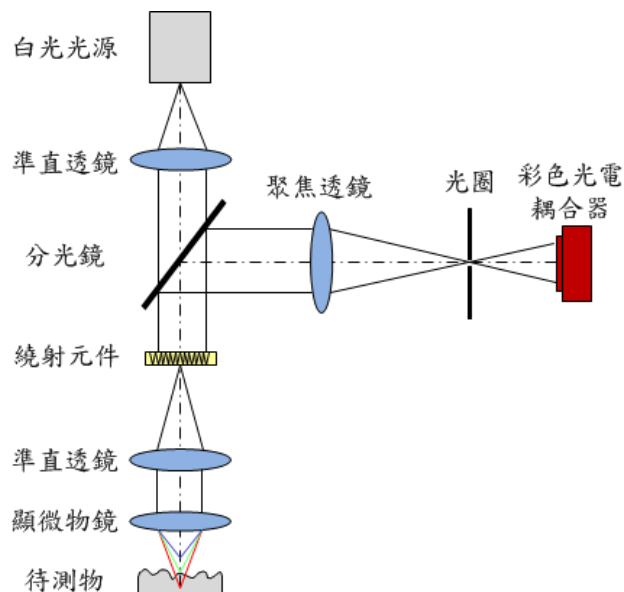 白光光源
準直透鏡
聚焦透鏡
光圈
彩色光電
耦合器
分光鏡
繞射元件
準直透鏡
顯微物鏡
待測物